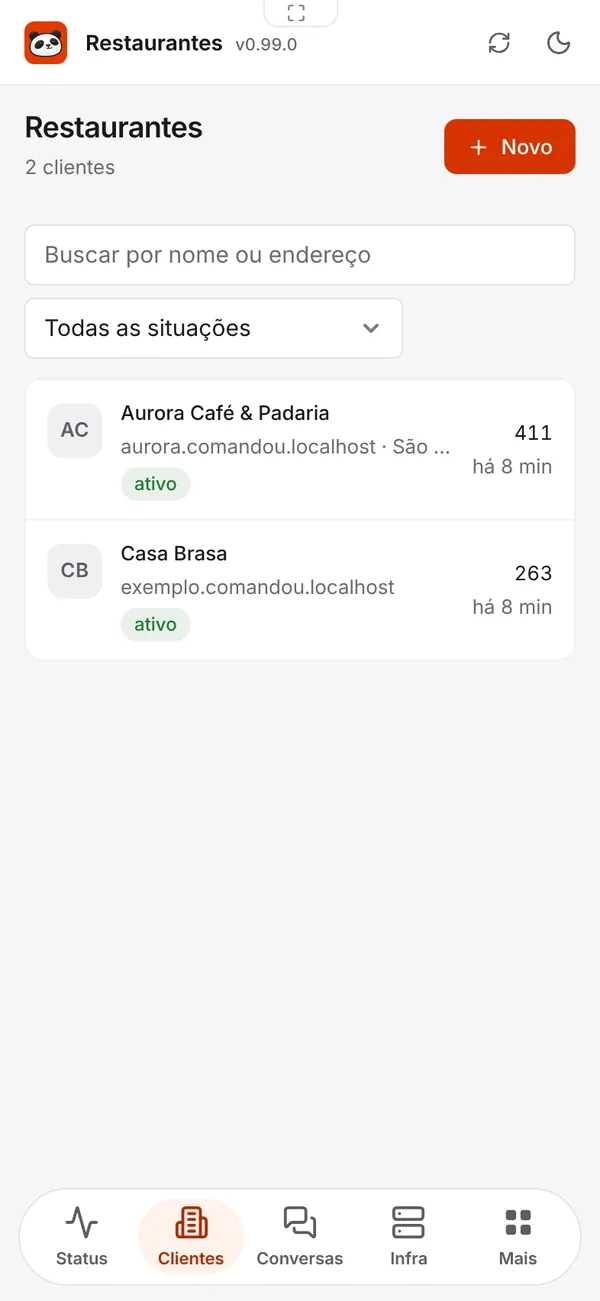 Restaurantes v0.99.0
Restaurantes
2 clientes
Novo
Buscar por nome ou endereço
Todas as situações
AC
Aurora Café & Padaria
aurora.comandou.localhost · São ...
ativo
411
há 8 min
CB
Casa Brasa
exemplo.comandou.localhost
ativo
263
há 8 min
Status
Clientes
Conversas
Infra
Mais